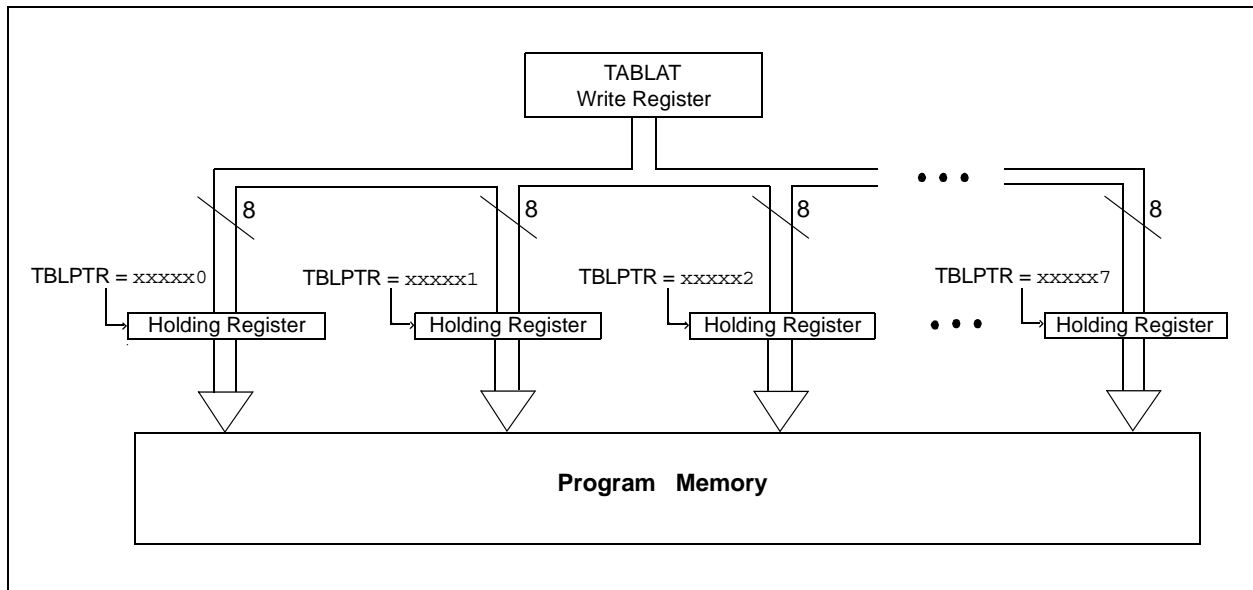 TABLAT
Write Register
8
8
8
8
TBLPTR = xxxxx0
TBLPTR = xxxxx1
TBLPTR = xxxxx2
TBLPTR = xxxxx7
Holding Register
Holding Register
Holding Register
Holding Register
Program Memory